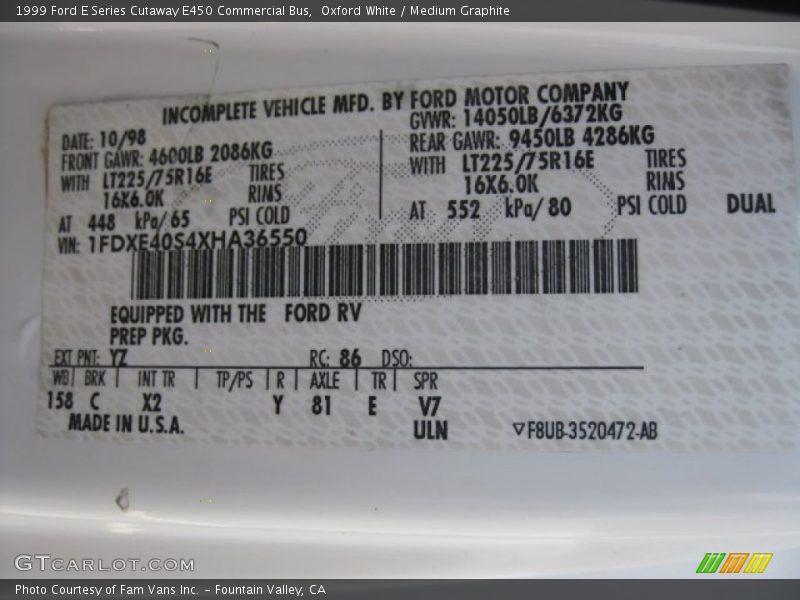 1999 Ford E Series Cutaway E450 Commercial Bus,  Oxford White / Medium Graphite
INCOMPLETE VEHICLE MFD. BY FORD MOTOR COMPANY
DATE: 10/98 GVWR: 14050LB/6372KG
FRONT GAWR: 4600LB 2086KG REAR GAWR: 9450LB 4286KG
WITH LT225/75R16E TIRES WITH LT225/75R16E TIRES
16X6.0K RINS 16X6.0K RINS
AT 448 kPa/65 PSI COLD AT 552 kPa/80 PSI COLD DUAL
VIN: 1FDXE40S4XHA36550
EQUIPPED WITH THE FORD RV
PREP PKG.
EXT PNT: YZ RC: 86 DSO:
WB BRK INT TR TP/PS R AXLE TR SPR
158 C X2 Y 81 E V7
MADE IN U.S.A. ULN ▽F8UB-3520472-AB
GTCARLOT.COM
Photo Courtesy of Fam Vans Inc. – Fountain Valley, CA